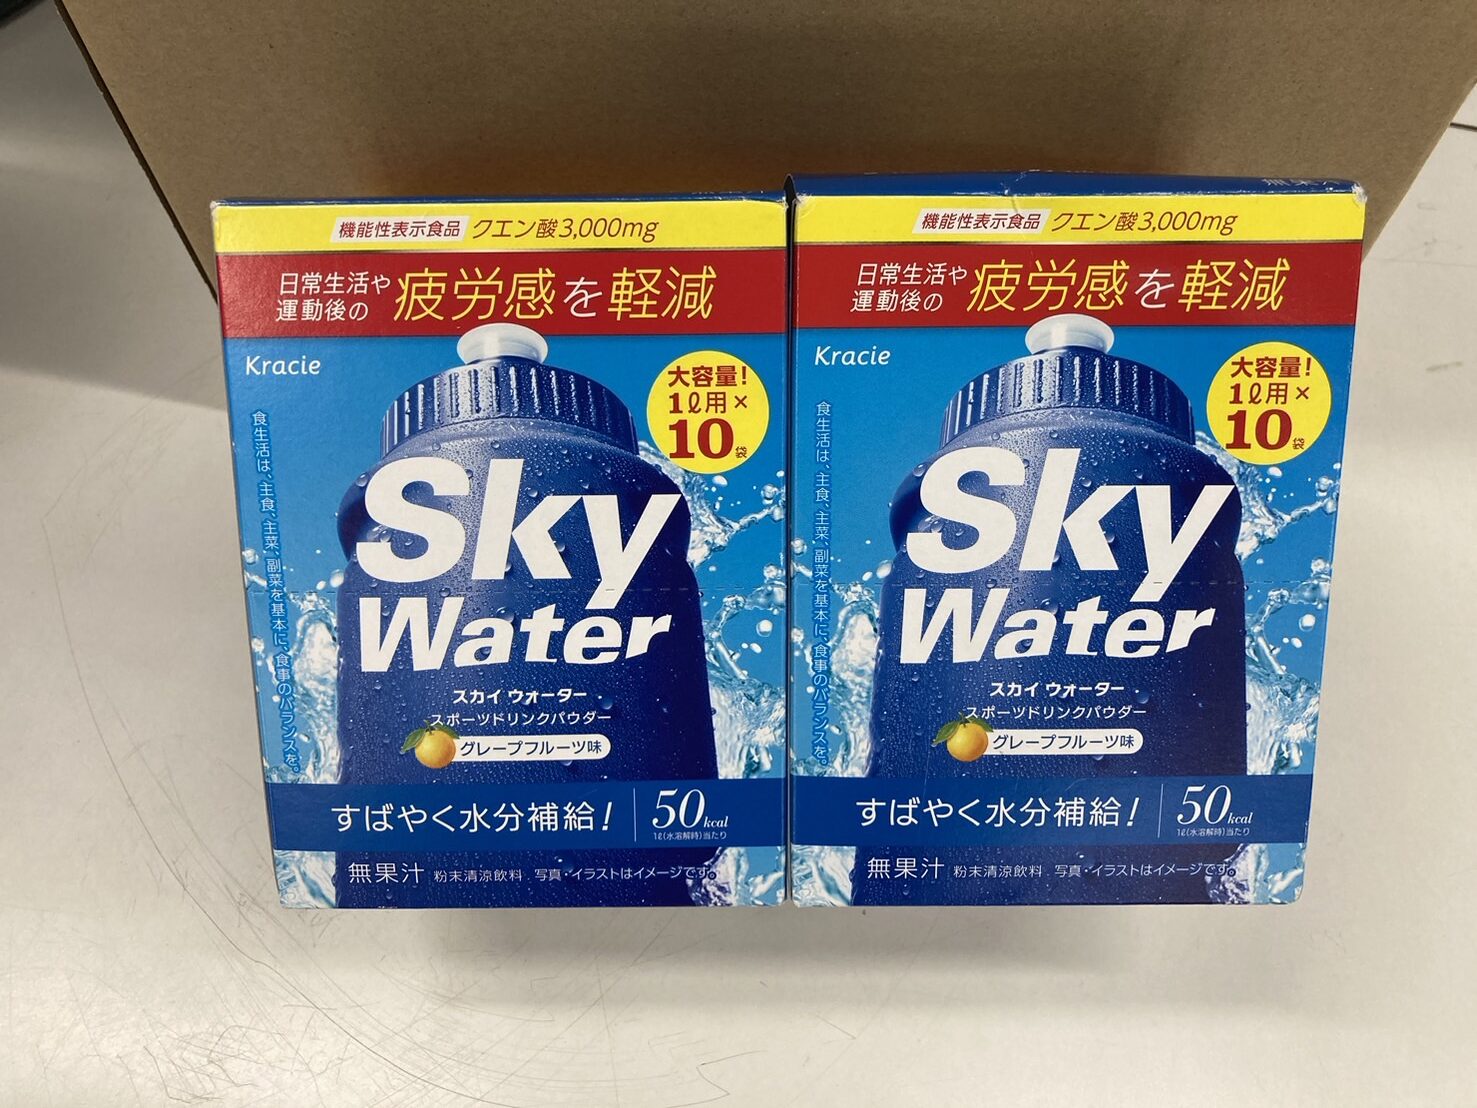 機能性表示食品 クエン酸3,000mg
日常生活や
運動後の
疲労感を軽減
Kracie
大容量!
1ℓ用×
10袋
食生活は、主食、主菜、副菜を基本に、食事のバランスを。
Sky
Water
スカイ ウォーター
スポーツドリンクパウダー
グレープフルーツ味
すばやく水分補給!
50kcal
1ℓ(水溶解時)当たり
無果汁 粉末清涼飲料 写真・イラストはイメージです。
機能性表示食品 クエン酸3,000mg
日常生活や
運動後の
疲労感を軽減
Kracie
大容量!
1ℓ用×
10袋
食生活は、主食、主菜、副菜を基本に、食事のバランスを。
Sky
Water
スカイ ウォーター
スポーツドリンクパウダー
グレープフルーツ味
すばやく水分補給!
50kcal
1ℓ(水溶解時)当たり
無果汁 粉末清涼飲料 写真・イラストはイメージです。